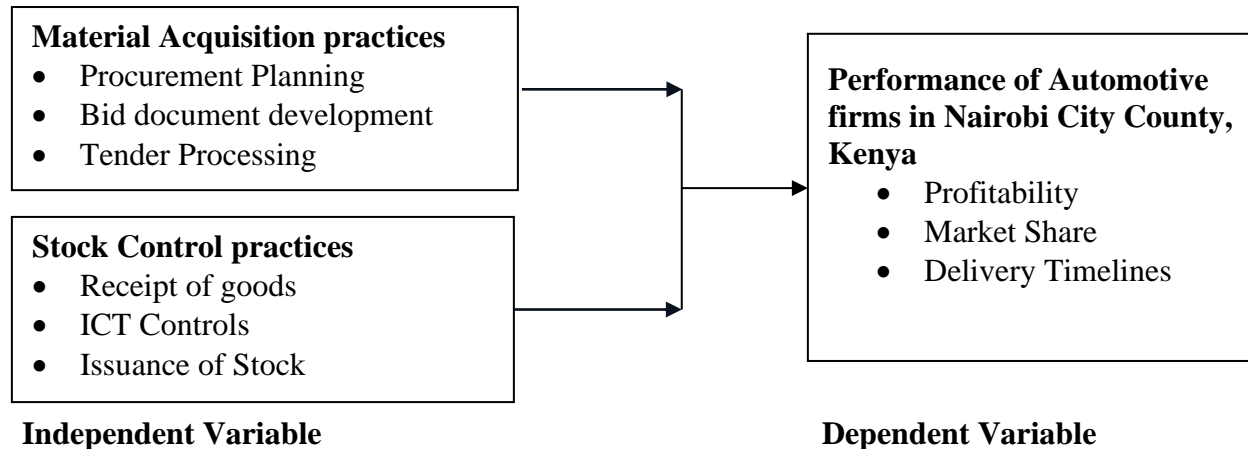 Material Acquisition practices
• Procurement Planning
• Bid document development
• Tender Processing
Stock Control practices
• Receipt of goods
• ICT Controls
• Issuance of Stock
Independent Variable
Performance of Automotive
firms in Nairobi City County,
Kenya
• Profitability
• Market Share
• Delivery Timelines
Dependent Variable